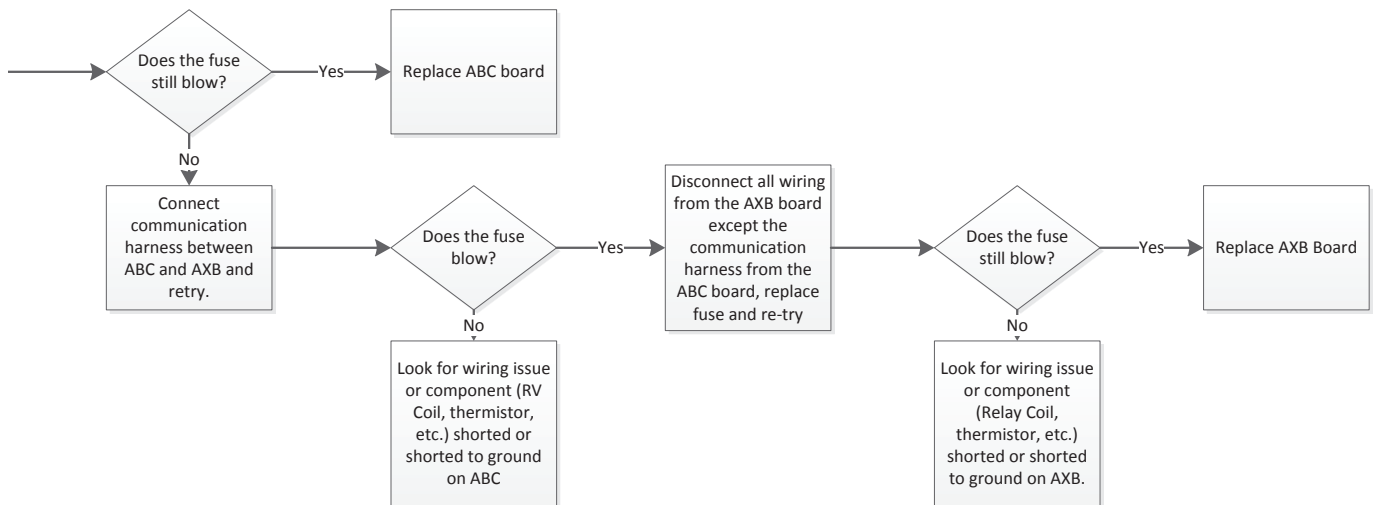 Does the fuse
still blow?
Yes
Replace ABC board
No
Connect
communication
harness between
ABC and AXB and
retry.
Does the fuse
blow?
Yes
Disconnect all wiring
from the AXB board
except the
communication
harness from the
ABC board, replace
fuse and re-try
Does the fuse
still blow?
Yes
Replace AXB Board
No
Look for wiring issue
or component (RV
Coil, thermistor,
etc.) shorted or
shorted to ground
on ABC
No
Look for wiring issue
or component
(Relay Coil,
thermistor, etc.)
shorted or shorted
to ground on AXB.